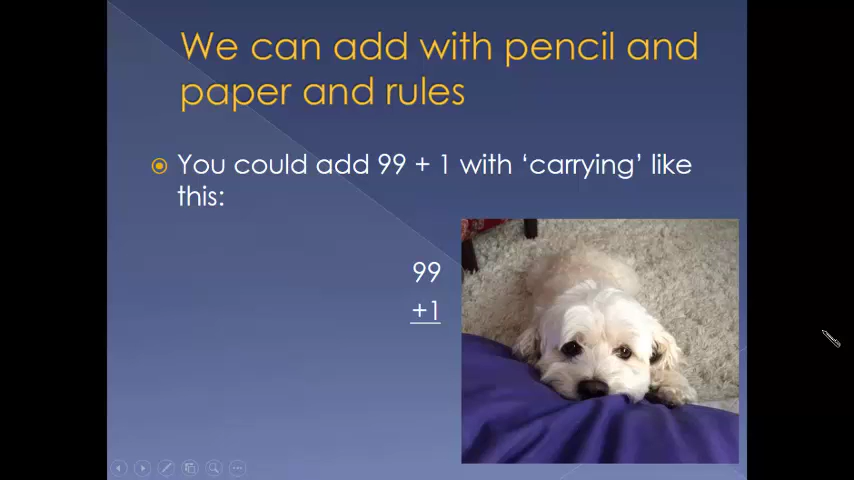 We can add with pencil and
paper and rules
You could add 99 + 1 with ‘carrying’ like
this:
99
+1